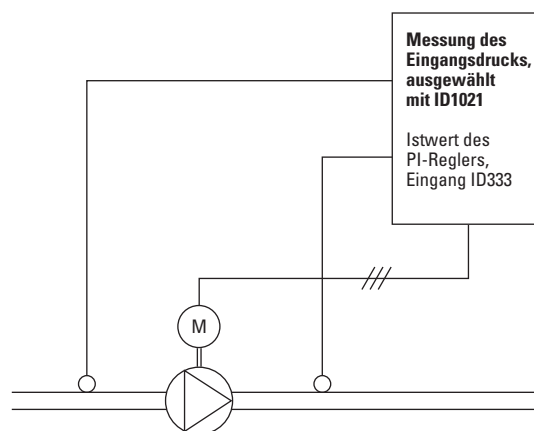 Messung des
Eingangsdrucks,
ausgewählt
mit ID1021
Istwert des
PI-Reglers,
Eingang ID333
M